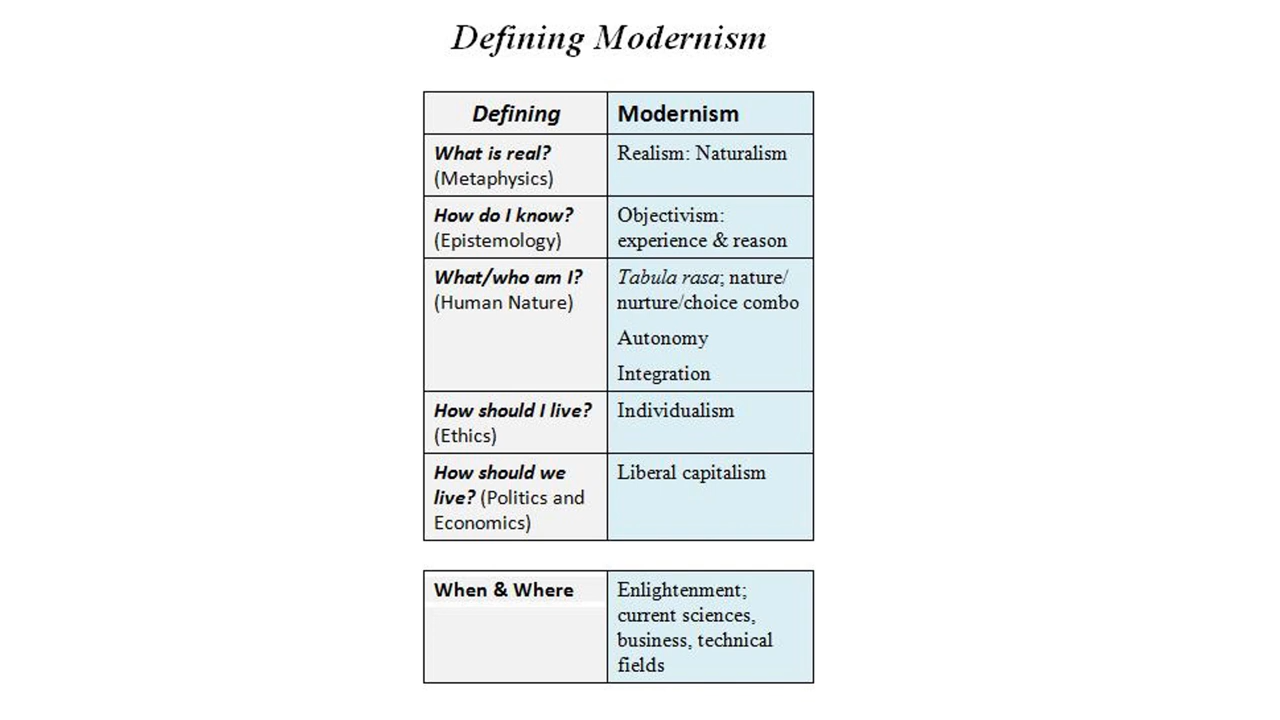 Defining Modernism
Defining
Modernism
What is real?
(Metaphysics)
Realism: Naturalism
How do I know?
(Epistemology)
Objectivism:
experience & reason
What/who am I?
(Human Nature)
Tabula rasa; nature/
nurture/choice combo
Autonomy
Integration
How should I live?
(Ethics)
Individualism
How should we
live? (Politics and
Economics)
Liberal capitalism
When & Where
Enlightenment;
current sciences,
business, technical
fields